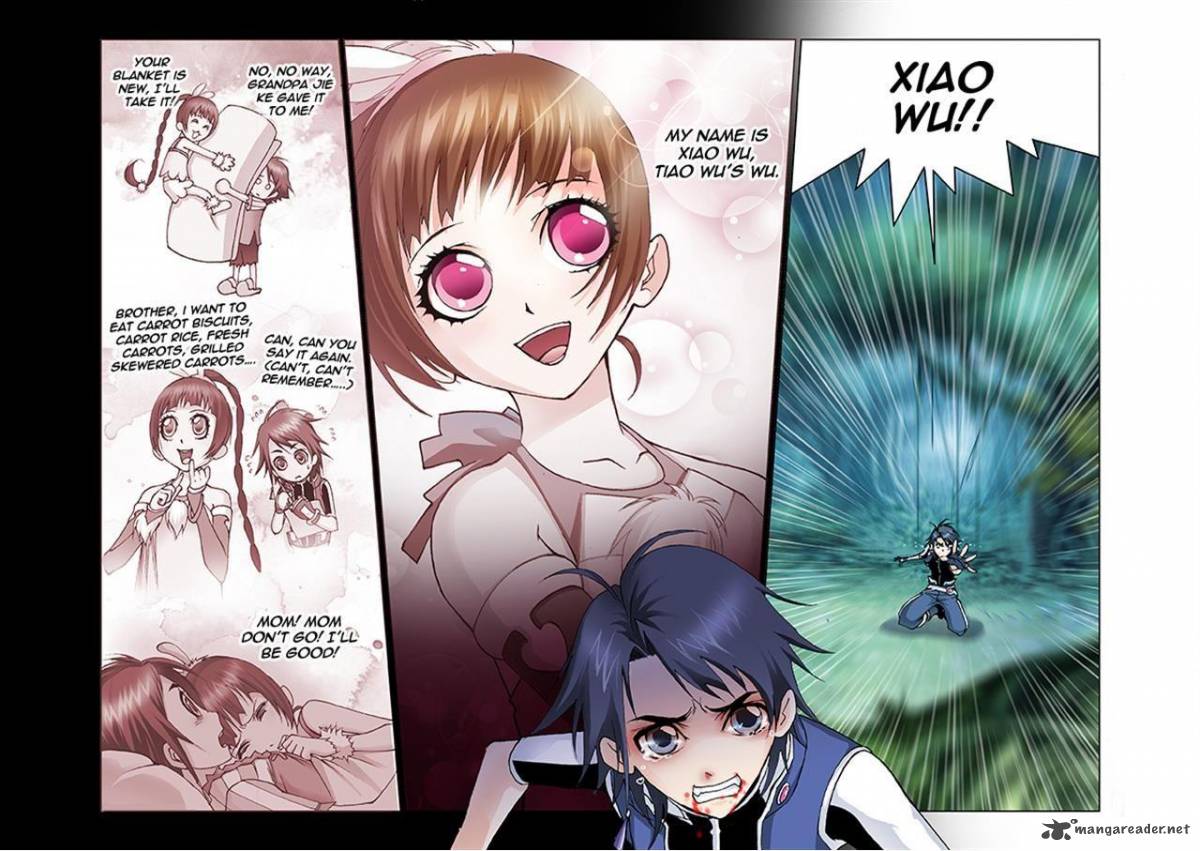 YOUR
BLANKET IS
NEW, I'LL
TAKE IT!
NO, NO WAY,
GRANDPA JIE
KE GAVE IT
TO ME!
BROTHER, I WANT TO
EAT CARROT BISCUITS,
CARROT RICE, FRESH
CARROTS, GRILLED
SKEWERED CARROTS....
CAN, CAN YOU
SAY IT AGAIN.
(CAN'T, CAN'T
REMEMBER.....)
MOM! MOM
DON'T GO! I'LL
BE GOOD!
MY NAME IS
XIAO WU,
TIAO WU'S WU.
XIAO
WU!!
mangareader.net